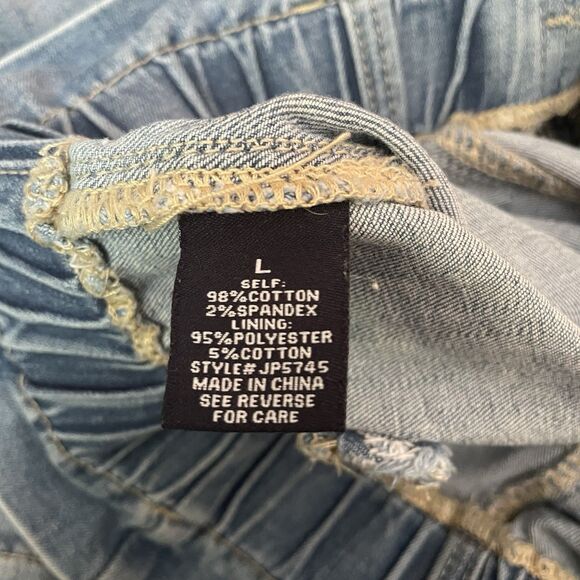 L
SELF:
98%COTTON
2%SPANDEX
LINING:
95%POLYESTER
5%COTTON
STYLE#JP5745
MADE IN CHINA
SEE REVERSE
FOR CARE